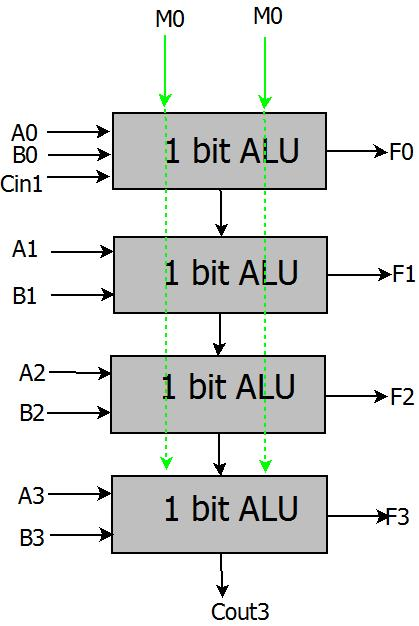 M0 M0
A0
B0
Cin1
1 bit ALU
F0
A1
B1
1 bit ALU
F1
A2
B2
1 bit ALU
F2
A3
B3
1 bit ALU
F3
Cout3